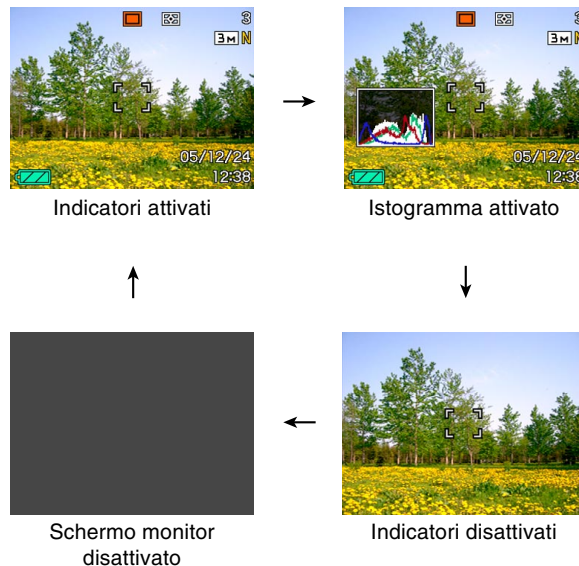 3
3M N
05/12/24
12:38
Indicatori attivati
3
3M N
05/12/24
12:38
Istogramma attivato
Schermo monitor
disattivato
Indicatori disattivati